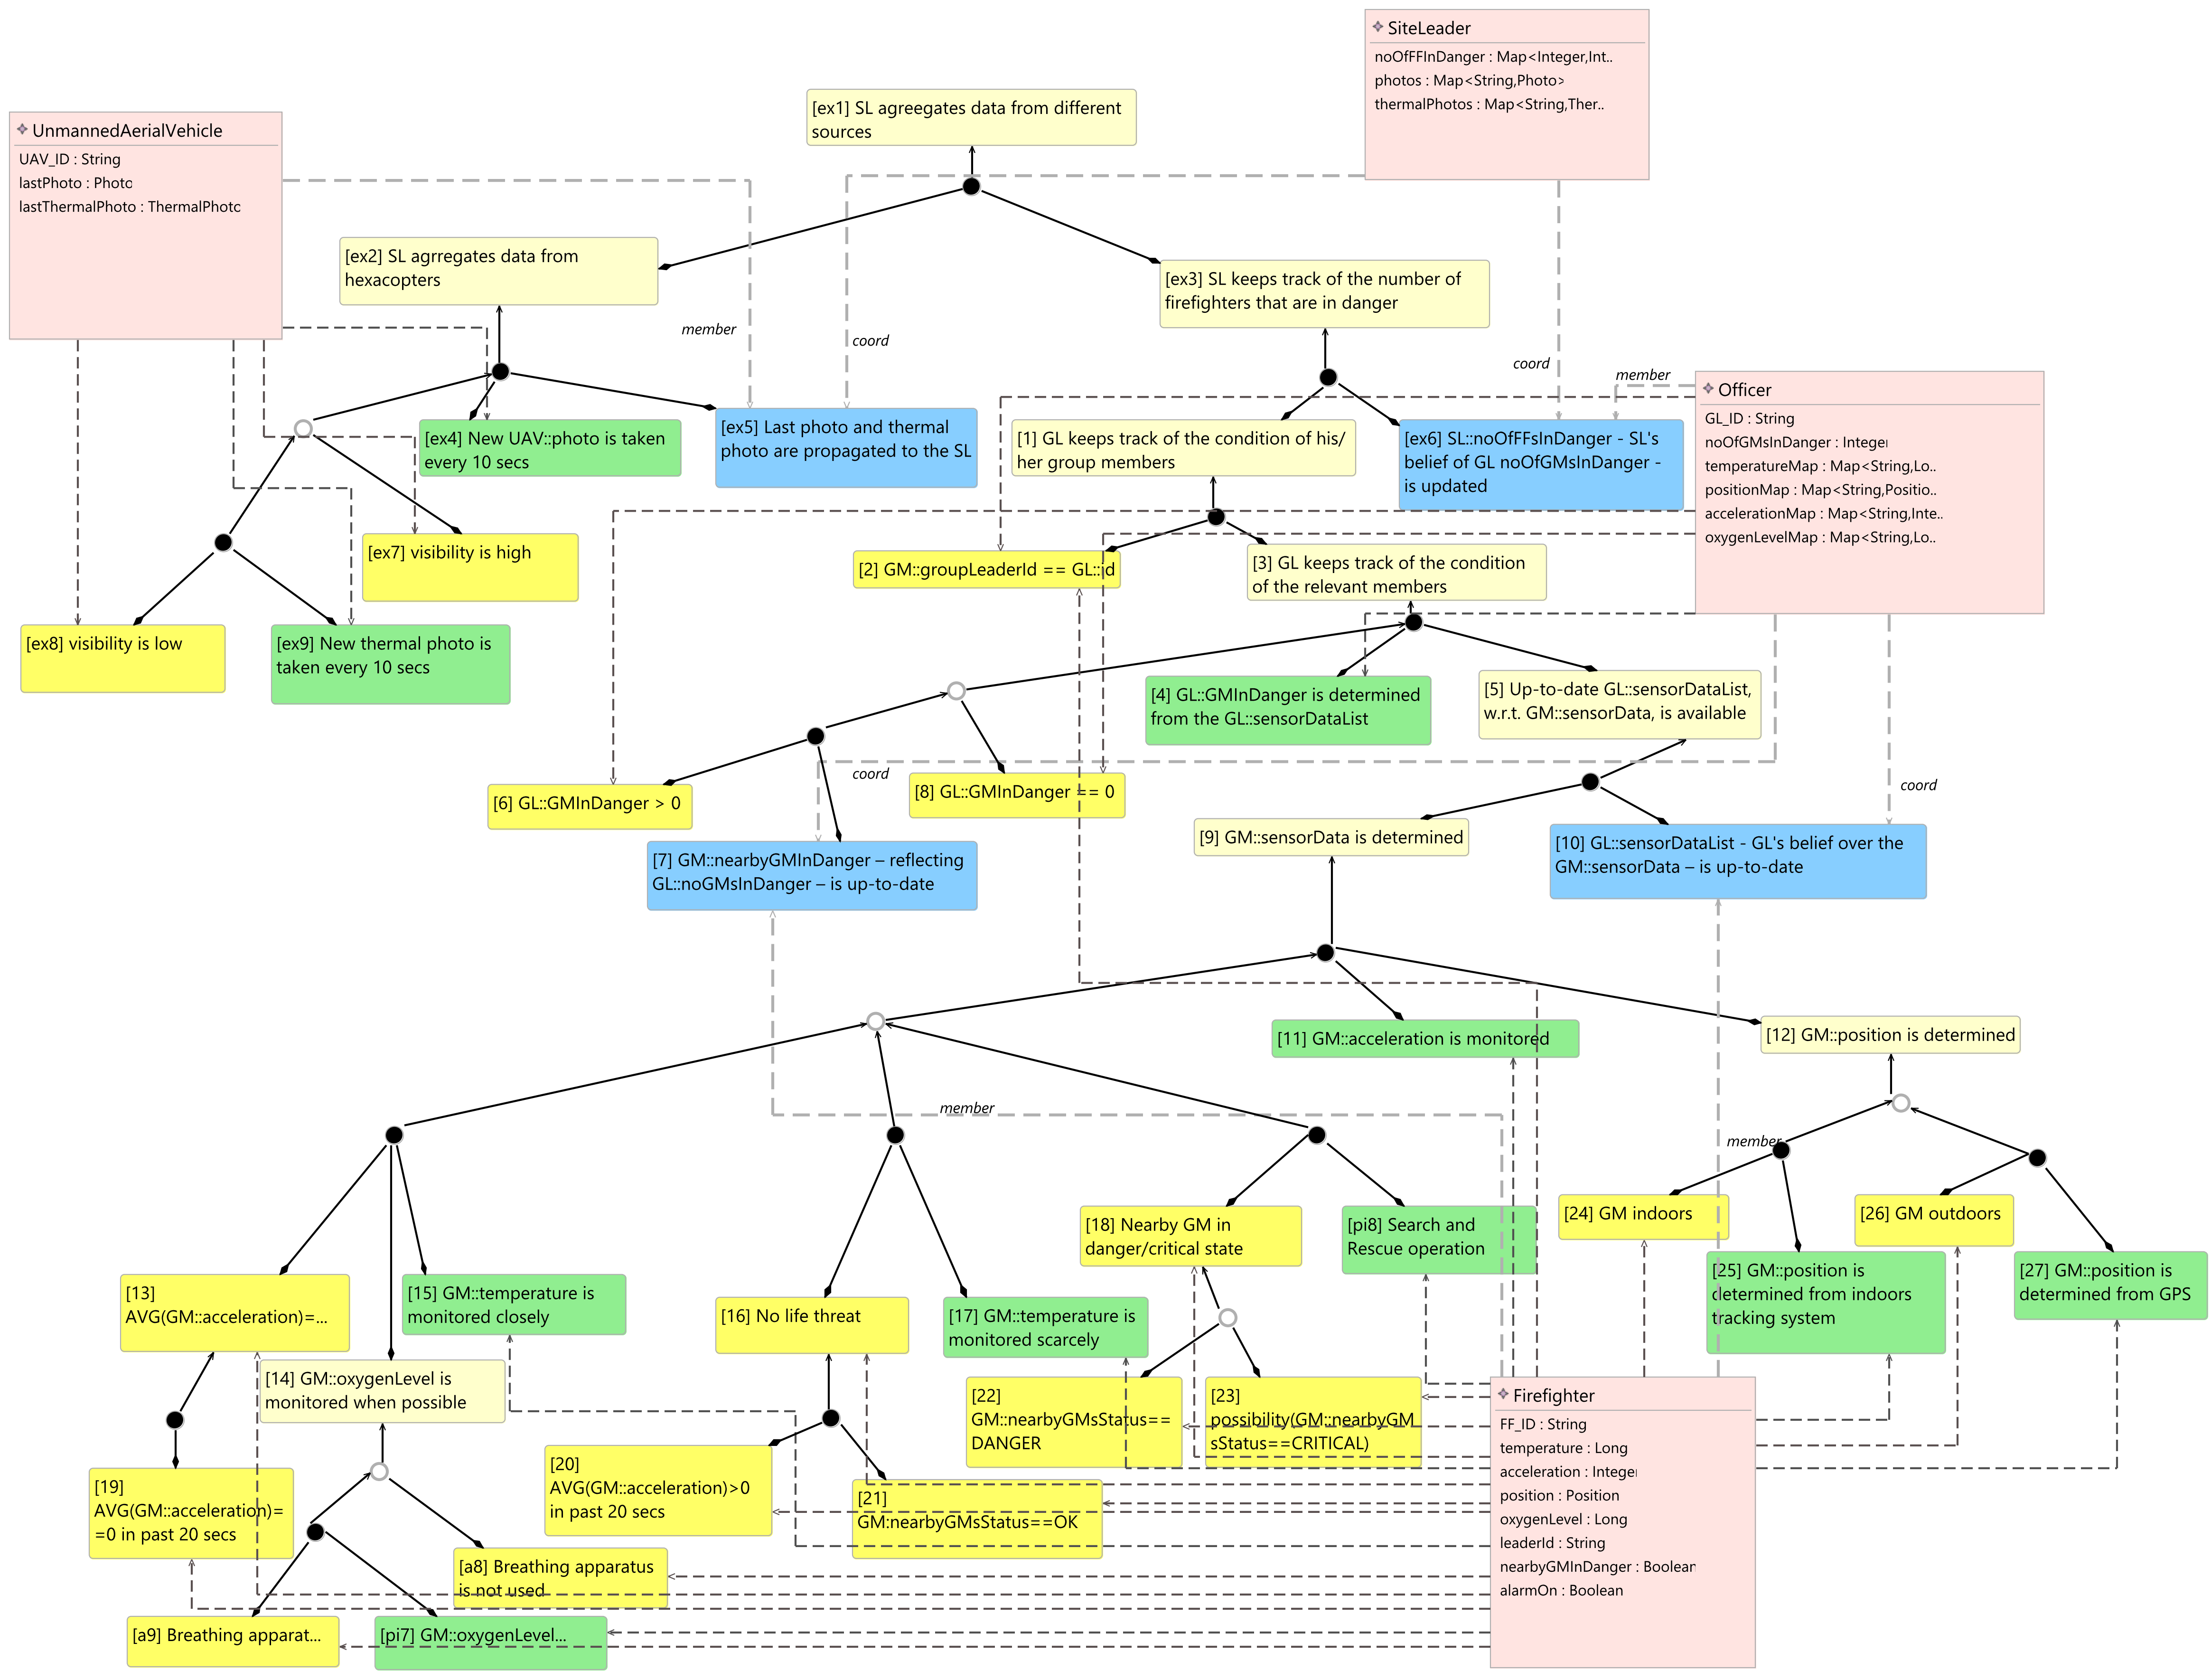 SiteLeader
noOfFFInDanger : Map<Integer,Int..
photos : Map<String,Photo>
thermalPhotos : Map<String,Ther..
[ex1] SL agreegates data from different
sources
UnmannedAerialVehicle
UAV_ID : String
lastPhoto : Photo
lastThermalPhoto : ThermalPhoto
[ex2] SL agrregates data from
hexacopters
[ex3] SL keeps track of the number of
firefighters that are in danger
member
coord
coord
member
Officer
GL_ID : String
noOfGMsInDanger : Integer
temperatureMap : Map<String,Lo..
positionMap : Map<String,Positio..
accelerationMap : Map<String,Inte..
oxygenLevelMap : Map<String,Lo..
[ex4] New UAV::photo is taken
every 10 secs
[ex5] Last photo and thermal
photo are propagated to the SL
[1] GL keeps track of the condition of his/
her group members
[ex6] SL::noOfFFsInDanger - SL's
belief of GL noOfGMsInDanger -
is updated
[ex7] visibility is high
[2] GM::groupLeaderId == GL::id
[3] GL keeps track of the condition
of the relevant members
[ex8] visibility is low
[ex9] New thermal photo is
taken every 10 secs
[4] GL::GMInDanger is determined
from the GL::sensorDataList
[5] Up-to-date GL::sensorDataList,
w.r.t. GM::sensorData, is available
coord
coord
[6] GL::GMInDanger > 0
[8] GL::GMInDanger == 0
[7] GM::nearbyGMInDanger – reflecting
GL::noGMsInDanger – is up-to-date
[9] GM::sensorData is determined
[10] GL::sensorDataList - GL's belief over the
GM::sensorData – is up-to-date
[11] GM::acceleration is monitored
[12] GM::position is determined
member
member
[18] Nearby GM in
danger/critical state
[pi8] Search and
Rescue operation
[24] GM indoors
[26] GM outdoors
[25] GM::position is
determined from indoors
tracking system
[27] GM::position is
determined from GPS
[13]
AVG(GM::acceleration)=...
[15] GM::temperature is
monitored closely
[16] No life threat
[17] GM::temperature is
monitored scarcely
[14] GM::oxygenLevel is
monitored when possible
[22]
GM::nearbyGMsStatus==
DANGER
[23]
possibility(GM::nearbyGM
sStatus==CRITICAL)
Firefighter
FF_ID : String
temperature : Long
acceleration : Integer
position : Position
oxygenLevel : Long
leaderId : String
nearbyGMInDanger : Boolean
alarmOn : Boolean
[19]
AVG(GM::acceleration)=
=0 in past 20 secs
[20]
AVG(GM::acceleration)>0
in past 20 secs
[21]
GM:nearbyGMsStatus==OK
[a8] Breathing apparatus
is not used
[a9] Breathing apparat...
[pi7] GM::oxygenLevel...